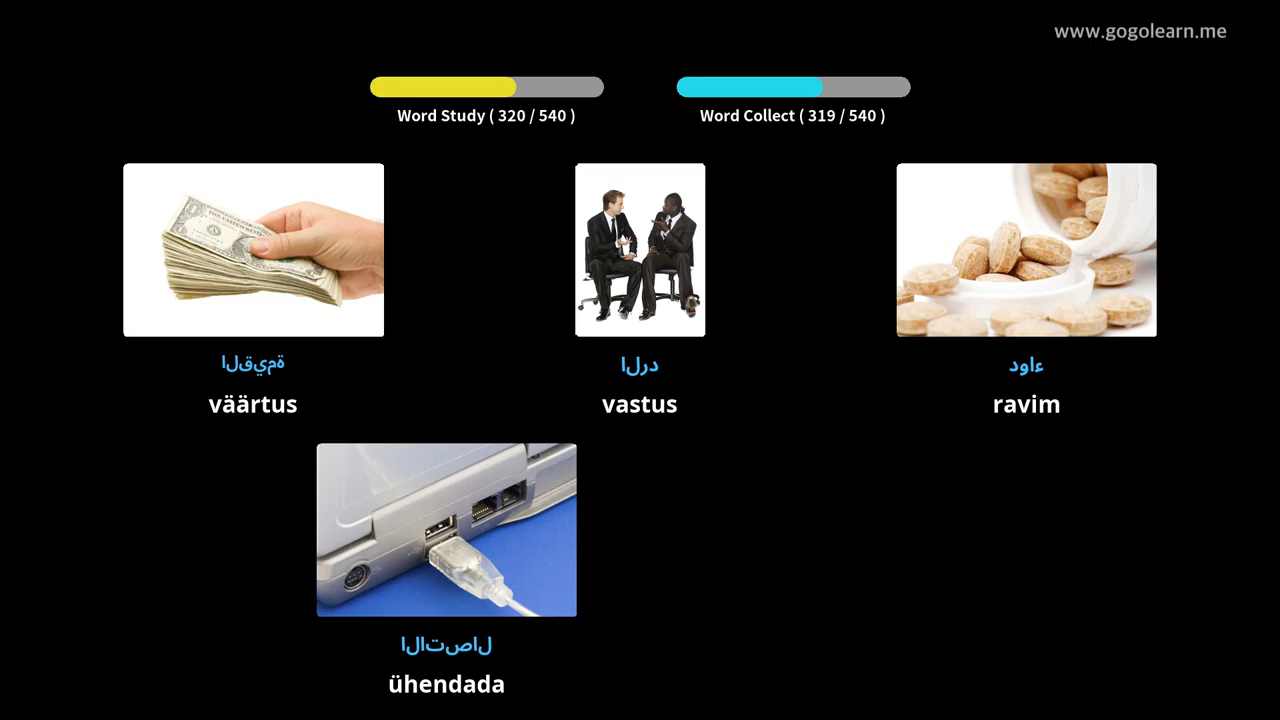 www.gogolearn.me
Word Study ( 320 / 540 )
Word Collect ( 319 / 540 )
القيمة
الرد
دواء
väärtus
vastus
ravim
الاتصال
ühendada